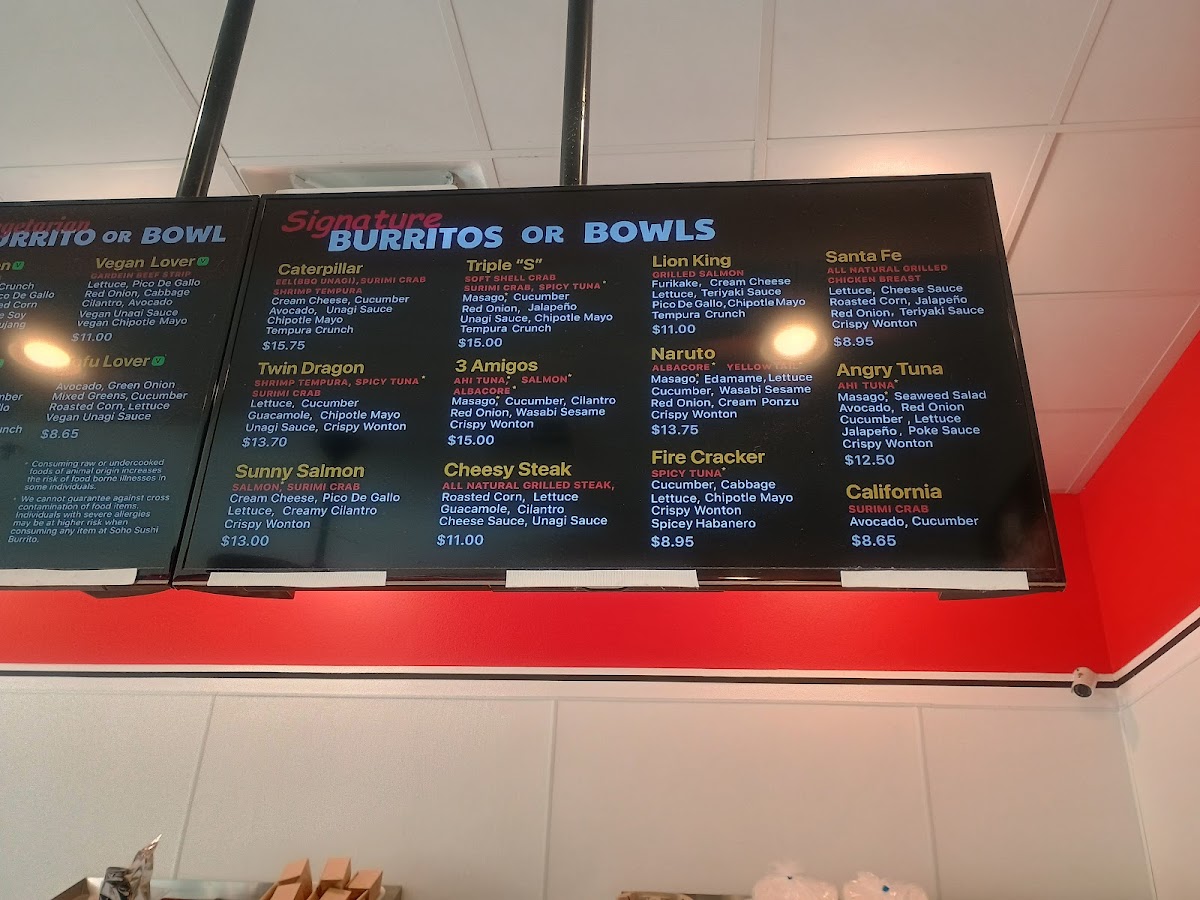 BURRITO OR BOWL
Vegan Lover V
GARDEIN BEEF STRIP
Lettuce, Pico De Gallo
Red Onion, Cabbage
Cilantro, Avocado
Vegan Unagi Sauce
vegan Chipotle Mayo
$11.00
Lover V
Avocado, Green Onion
Mixed Greens, Cucumber
Roasted Corn, Lettuce
Vegan Unagi Sauce
$8.65
* Consuming raw or undercooked
foods of animal origin increases
the risk of food borne illnesses in
some individuals.
* We cannot guarantee against cross
contamination of food items.
Individuals with severe allergies
may be at higher risk when
consuming any item at Soho Sushi
Burrito.
Signature
BURRITOS OR BOWLS
Caterpillar
EEL(BBQ UNAGI), SURIMI CRAB
SHRIMP TEMPURA
Cream Cheese, Cucumber
Avocado, Unagi Sauce
Chipotle Mayo
Tempura Crunch
$15.75
Twin Dragon
SHRIMP TEMPURA, SPICY TUNA*
SURIMI CRAB
Lettuce, Cucumber
Guacamole, Chipotle Mayo
Unagi Sauce, Crispy Wonton
$13.70
Sunny Salmon
SALMON*, SURIMI CRAB
Cream Cheese, Pico De Gallo
Lettuce, Creamy Cilantro
Crispy Wonton
$13.00
Triple "S"
SOFT SHELL CRAB
SURIMI CRAB, SPICY TUNA*
Masago*, Cucumber
Red Onion, Jalapeño
Unagi Sauce, Chipotle Mayo
Tempura Crunch
$15.00
3 Amigos
AHI TUNA*, SALMON*
ALBACORE*
Masago*, Cucumber, Cilantro
Red Onion, Wasabi Sesame
Crispy Wonton
$15.00
Cheesy Steak
ALL NATURAL GRILLED STEAK,
Roasted Corn, Lettuce
Guacamole, Cilantro
Cheese Sauce, Unagi Sauce
$11.00
Lion King
GRILLED SALMON
Furikake, Cream Cheese
Lettuce, Teriyaki Sauce
Pico De Gallo, Chipotle Mayo
Tempura Crunch
$11.00
Naruto
ALBACORE* YELLOWTAIL
Masago*, Edamame, Lettuce
Cucumber, Wasabi Sesame
Red Onion, Cream Ponzu
Crispy Wonton
$13.75
Fire Cracker
SPICY TUNA*
Cucumber, Cabbage
Lettuce, Chipotle Mayo
Crispy Wonton
Spicey Habanero
$8.95
Santa Fe
ALL NATURAL GRILLED
CHICKEN BREAST
Lettuce, Cheese Sauce
Roasted Corn, Jalapeño
Red Onion, Teriyaki Sauce
Crispy Wonton
$8.95
Angry Tuna
AHI TUNA*
Masago*, Seaweed Salad
Avocado, Red Onion
Cucumber, Lettuce
Jalapeño, Poke Sauce
Crispy Wonton
$12.50
California
SURIMI CRAB
Avocado, Cucumber
$8.65